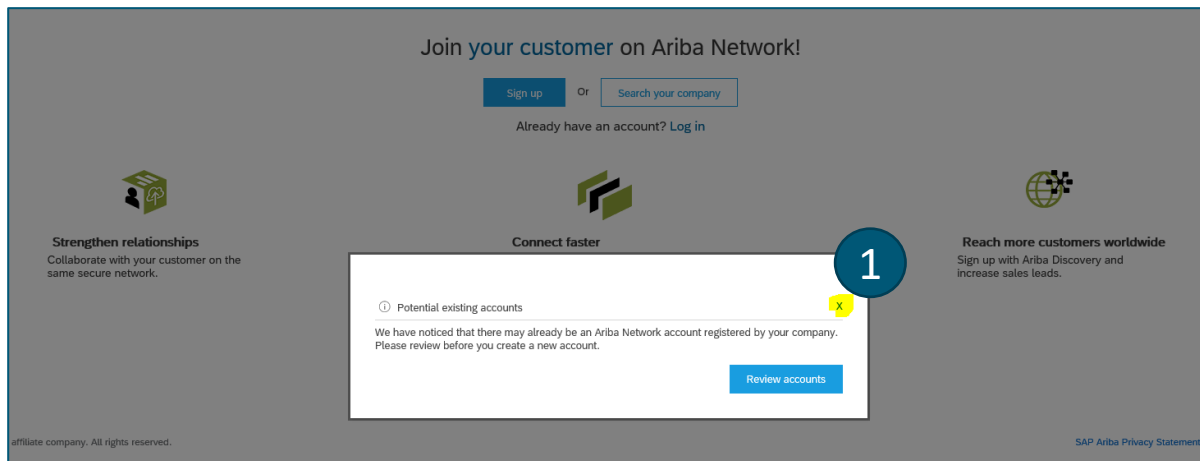 Join your customer on Ariba Network!
Sign up Or Search your company
Already have an account? Log in
Strengthen relationships
Collaborate with your customer on the
same secure network.
Connect faster
Reach more customers worldwide
Sign up with Ariba Discovery and
increase sales leads.
1
Potential existing accounts X
We have noticed that there may already be an Ariba Network account registered by your company.
Please review before you create a new account.
Review accounts
affiliate company. All rights reserved.
SAP Ariba Privacy Statement